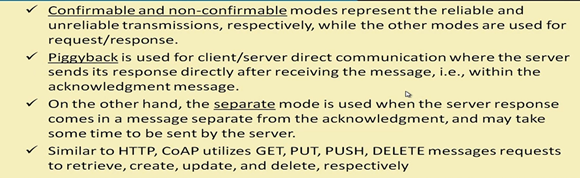 ✓ Confirmable and non-confirmable modes represent the reliable and
unreliable transmissions, respectively, while the other modes are used for
request/response.
✓ Piggyback is used for client/server direct communication where the server
sends its response directly after receiving the message, i.e., within the
acknowledgment message.
✓ On the other hand, the separate mode is used when the server response
comes in a message separate from the acknowledgment, and may take
some time to be sent by the server.
✓ Similar to HTTP, CoAP utilizes GET, PUT, PUSH, DELETE messages requests
to retrieve, create, update, and delete, respectively